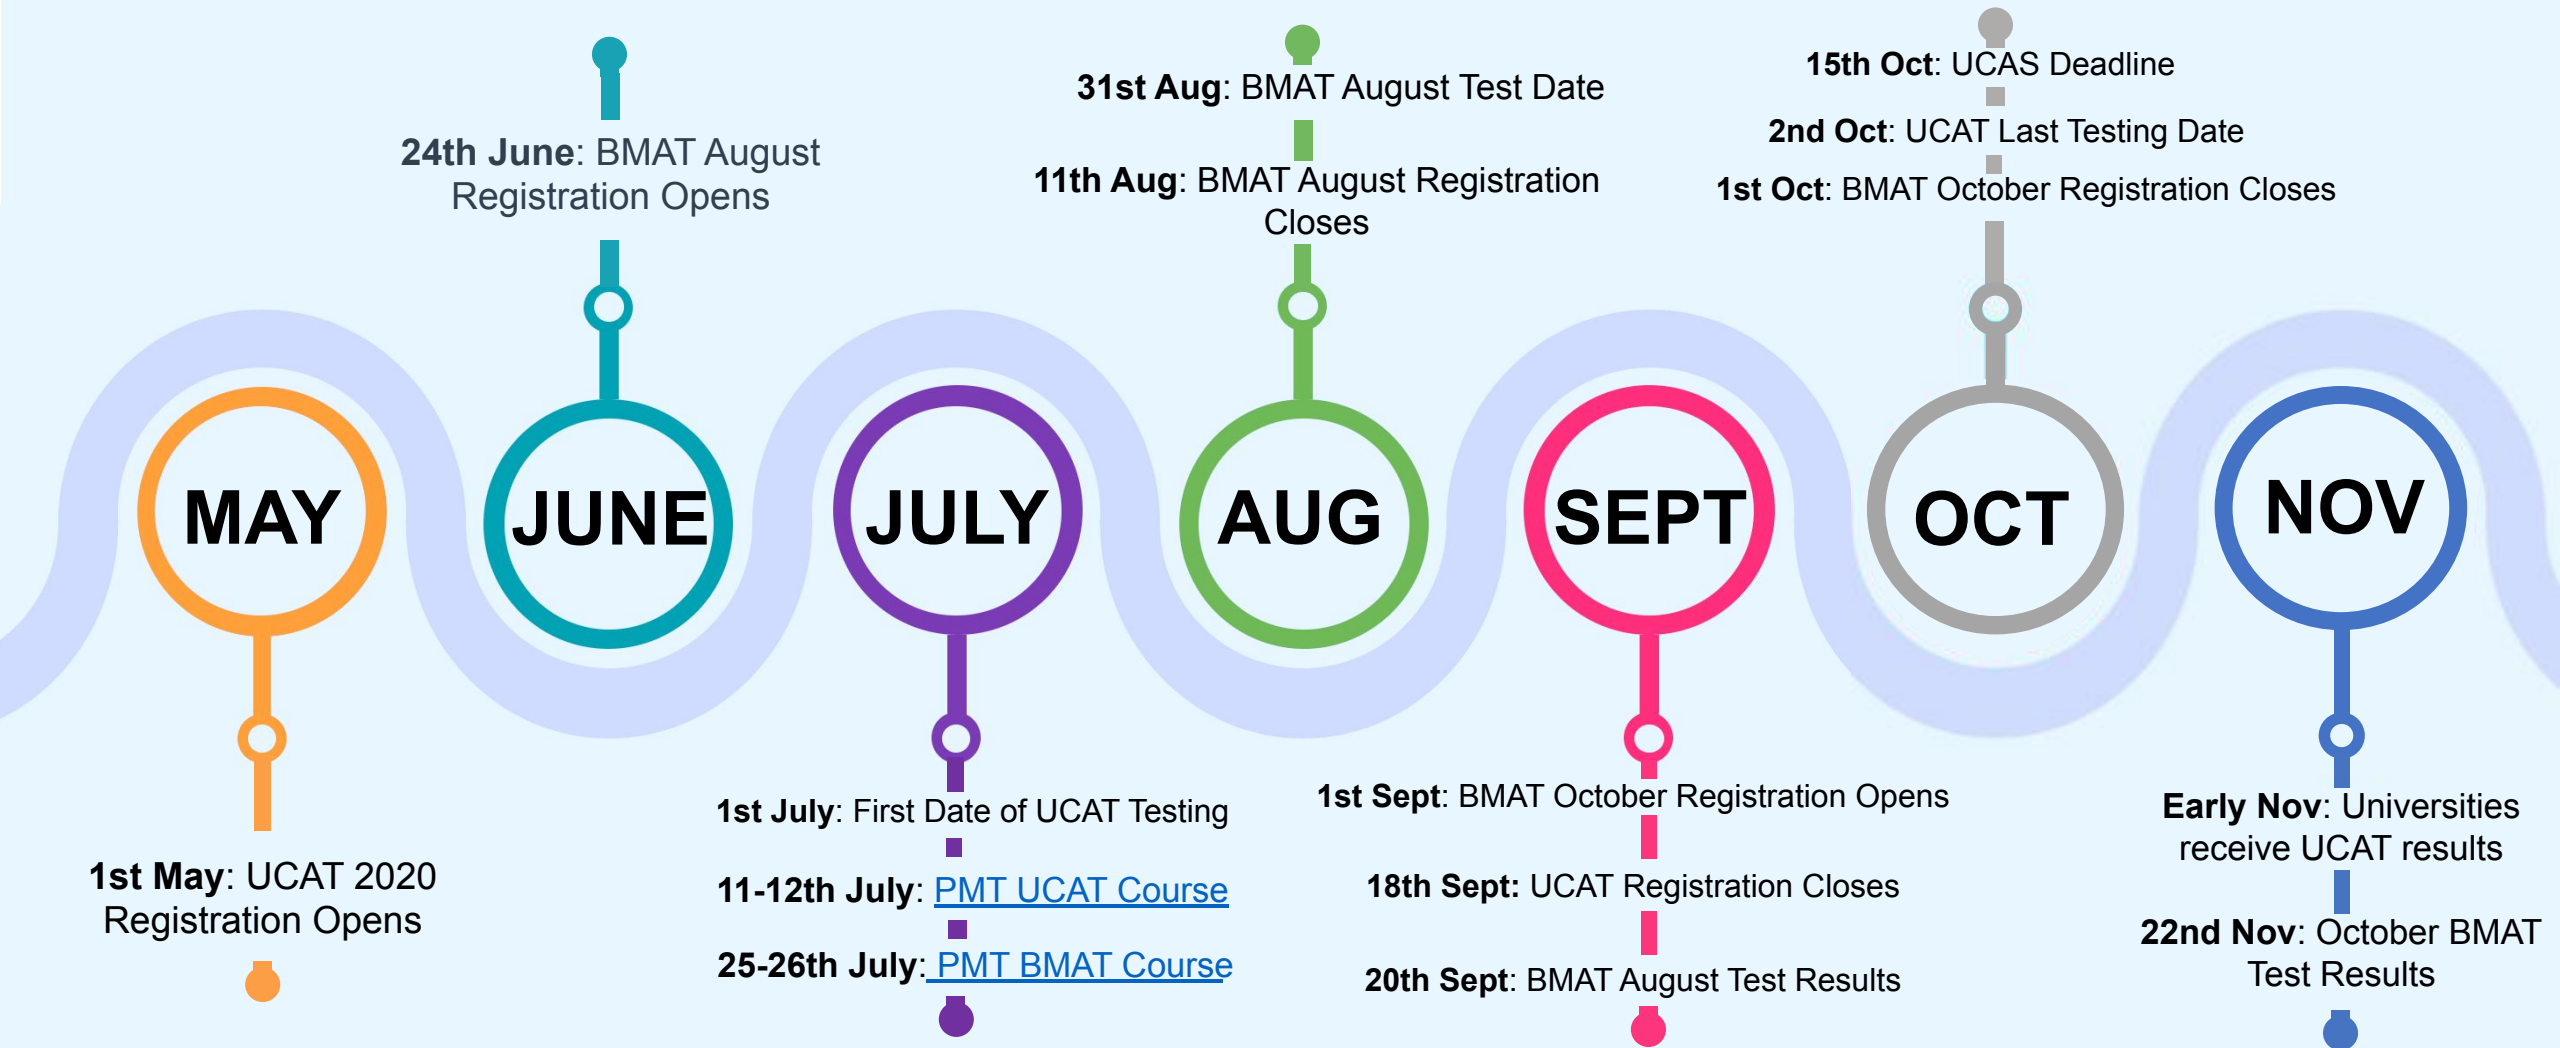 MAY
1st May: UCAT 2020
Registration Opens
24th June: BMAT August
Registration Opens
JUNE
JULY
1st July: First Date of UCAT Testing
11-12th July: PMT UCAT Course
25-26th July: PMT BMAT Course
31st Aug: BMAT August Test Date
11th Aug: BMAT August Registration
Closes
AUG
SEPT
1st Sept: BMAT October Registration Opens
18th Sept: UCAT Registration Closes
20th Sept: BMAT August Test Results
15th Oct: UCAS Deadline
2nd Oct: UCAT Last Testing Date
1st Oct: BMAT October Registration Closes
OCT
NOV
Early Nov: Universities
receive UCAT results
22nd Nov: October BMAT
Test Results